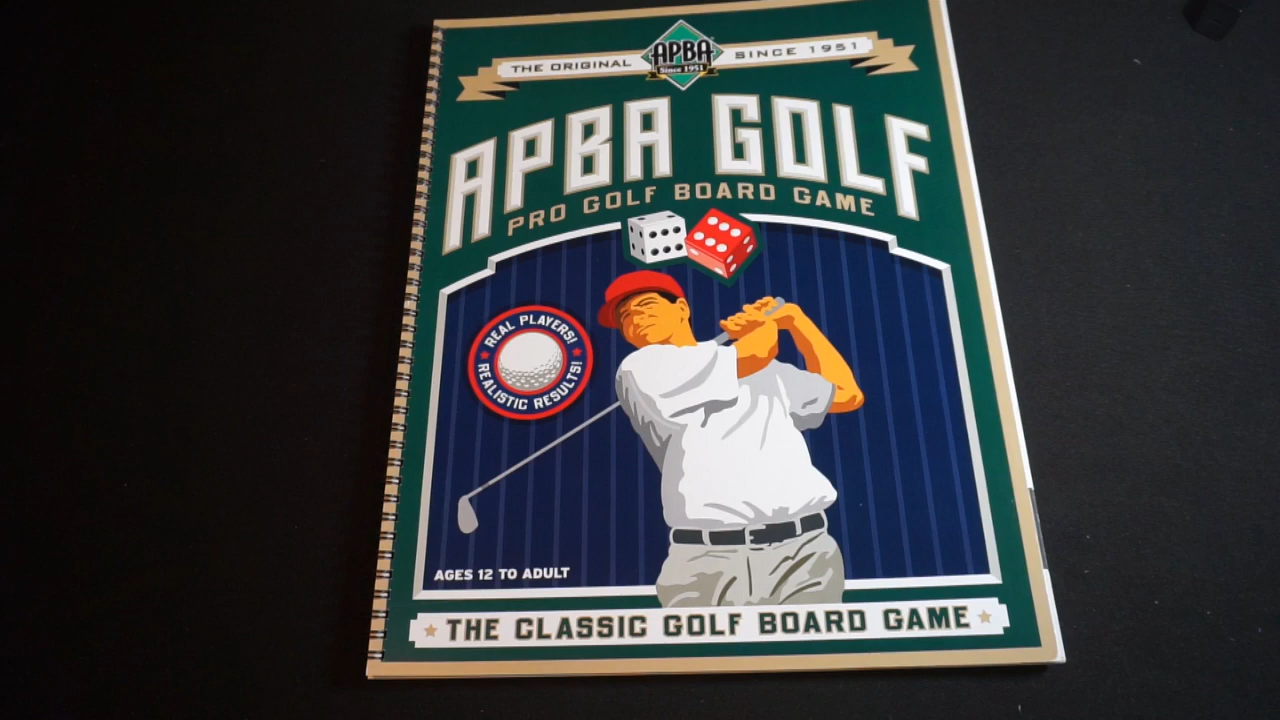 THE ORIGINAL APBA SINCE 1951
Since 1951
APBA GOLF
PRO GOLF BOARD GAME
REAL PLAYERS!
REALISTIC RESULTS!
AGES 12 TO ADULT
THE CLASSIC GOLF BOARD GAME